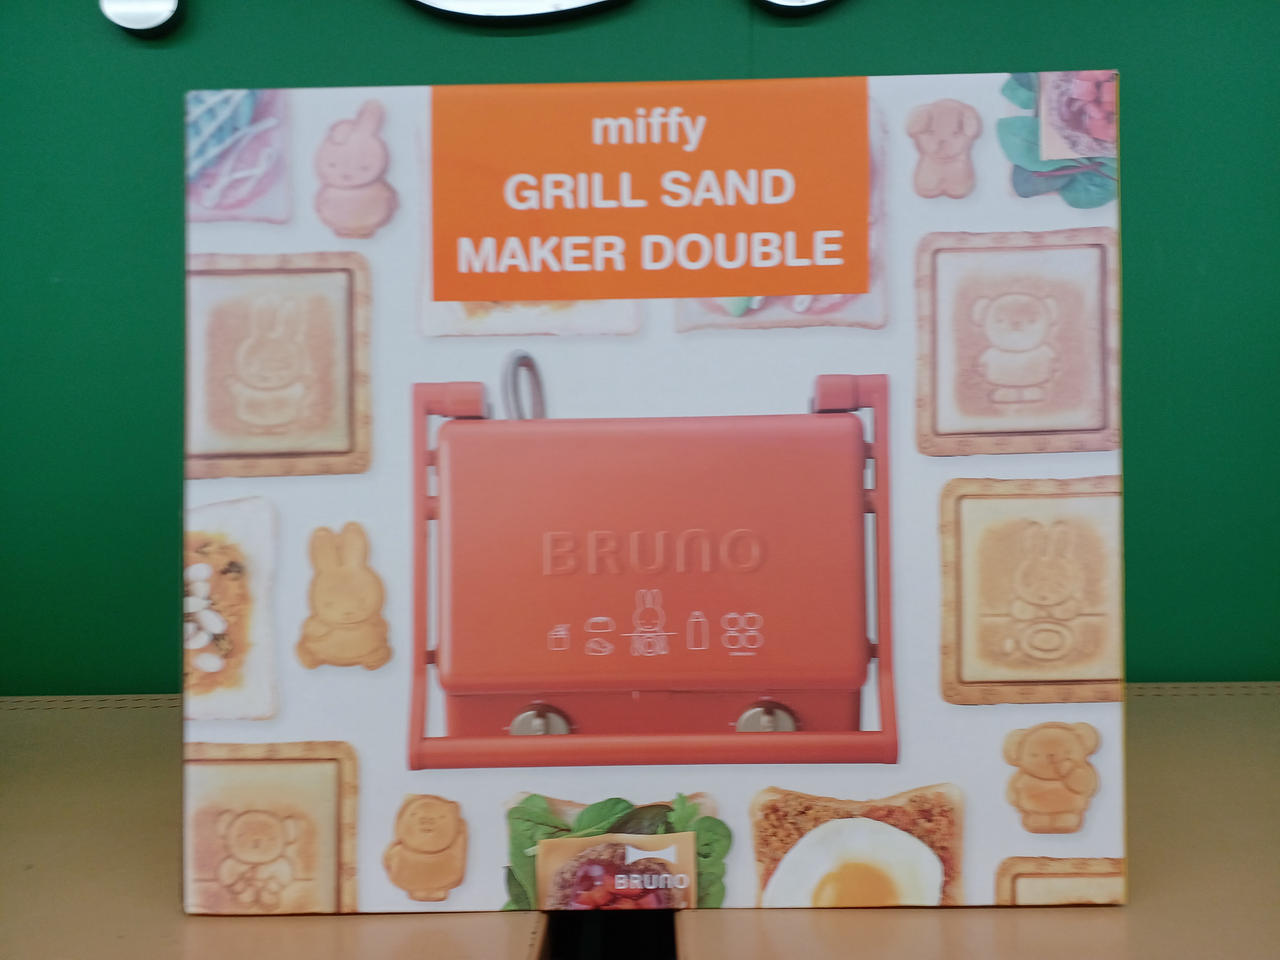 miffy
GRILL SAND
MAKER DOUBLE
BRUNO
BRUNO